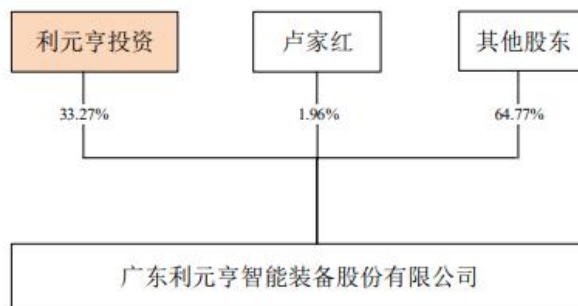 利元亨投资
卢家红
其他股东
33.27%
1.96%
64.77%
广东利元亨智能装备股份有限公司